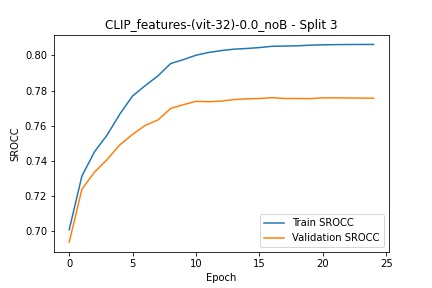 CLIP_features-(vit-32)-0.0_noB - Split 3
SROCC
0.80
0.78
0.76
0.74
0.72
0.70
0
5
10
15
20
25
Epoch
Train SROCC
Validation SROCC